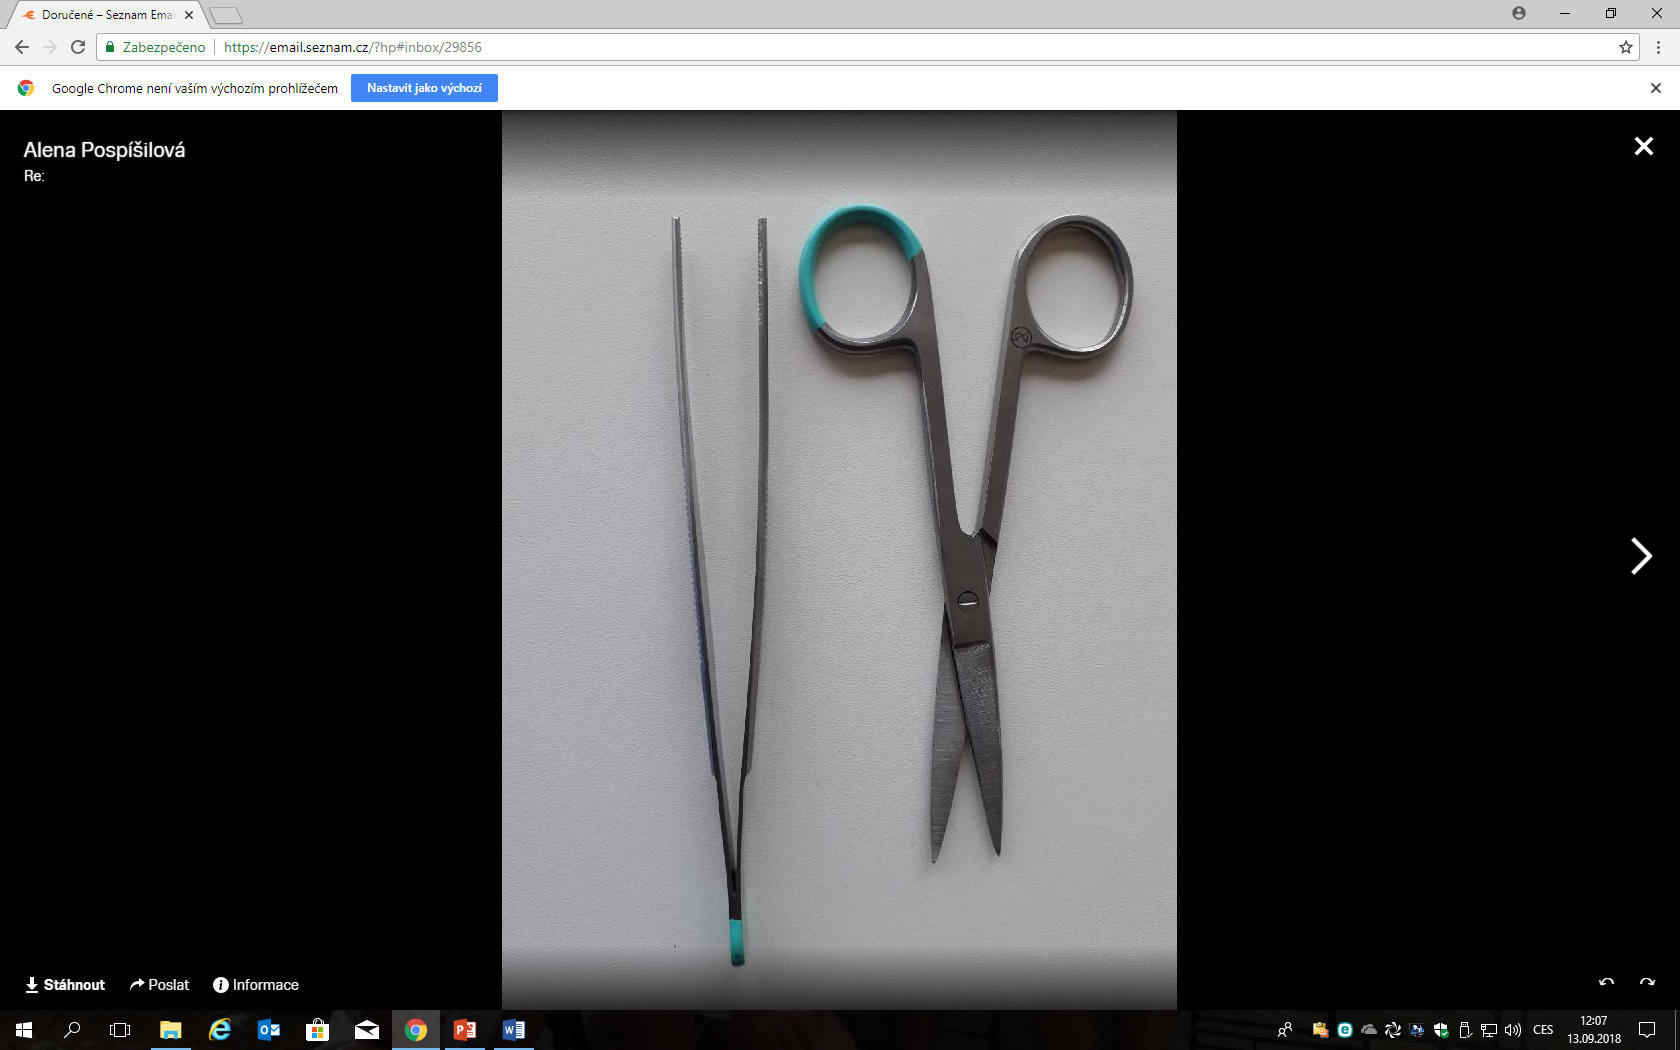 Doručené – Seznam Ema
Zabezpečeno
https://email.seznam.cz/?hp#inbox/29856
Google Chrome není vaším výchozím prohlížečem
Nastavit jako výchozí
Alena Pospíšilová
Re:
Stáhnout
Poslat
Informace
CES
12:07
13.09.2018